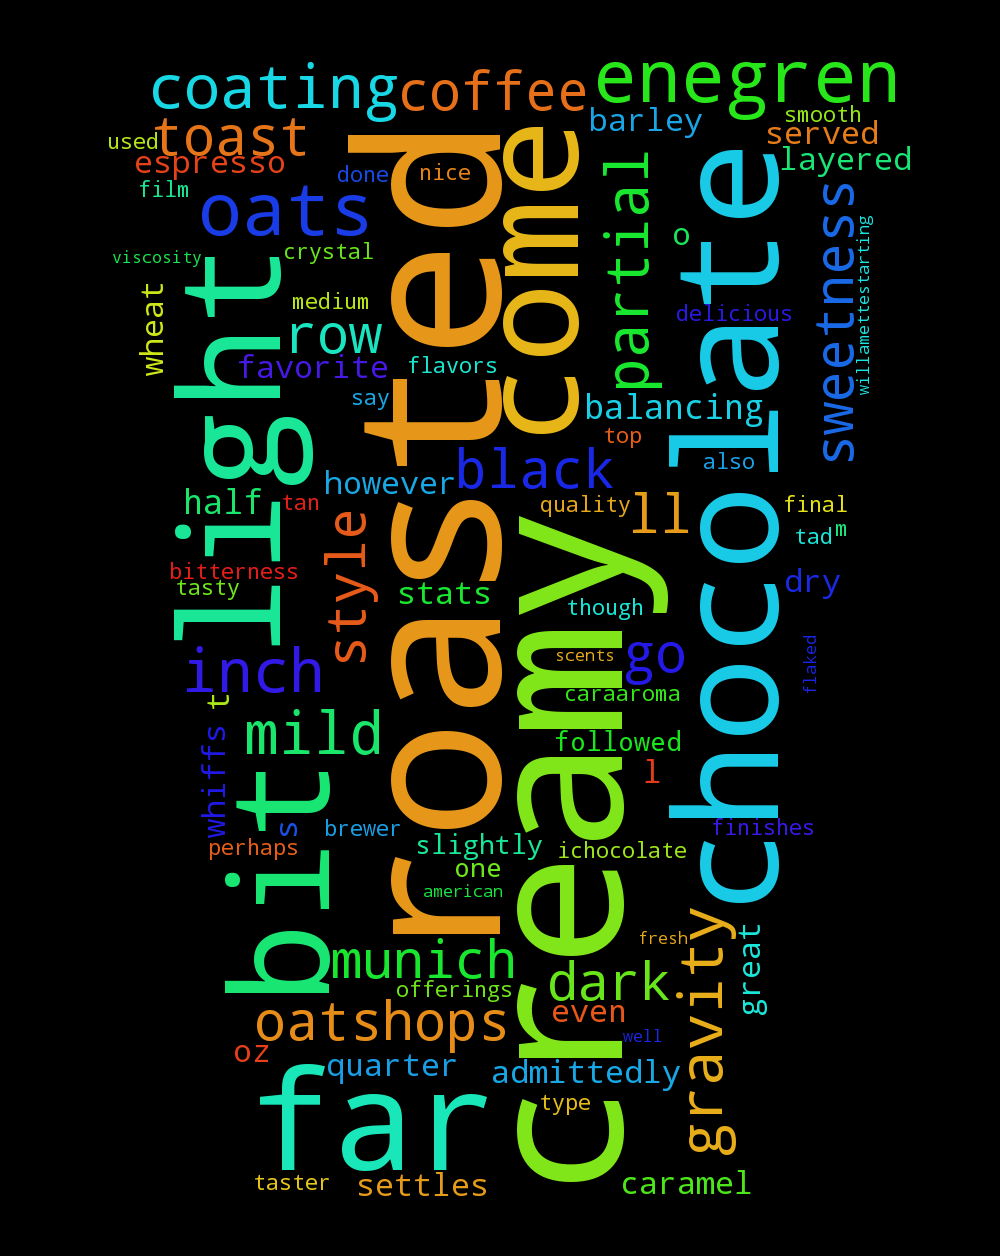 coating
coffee
enegren
used
toast
espresso
film
done
nice
barley
smooth
served
layered
oats
roasted
come
partial
o
chocolate
sweetness
willamettestarting
viscosity
crystal
light
wheat
medium
row
favorite
flavors
delicious
say
balancing
top
also
however
black
half
tan
quality
ll
final
tad
m
bitterness
tasty
style
stats
creamy
though
dry
inch
scents
go
caraaroma
flaked
t
mild
whiffs
followed
l
bit
s
brewer
perhaps
slightly
ichocolate
finishes
one
american
munich
offerings
fresh
gravity
great
dark
oatshops
even
well
oz
quarter
admittedly
far
type
taster
settles
caramel